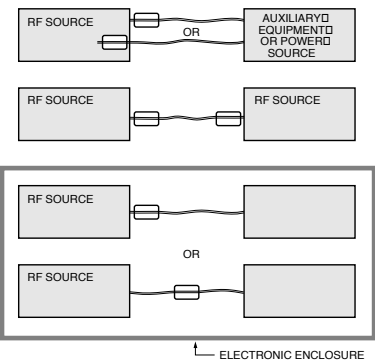 RF SOURCE
OR
AUXILIARY▯
EQUIPMENT▯
OR POWER▯
SOURCE
RF SOURCE
RF SOURCE
RF SOURCE
OR
RF SOURCE
ELECTRONIC ENCLOSURE